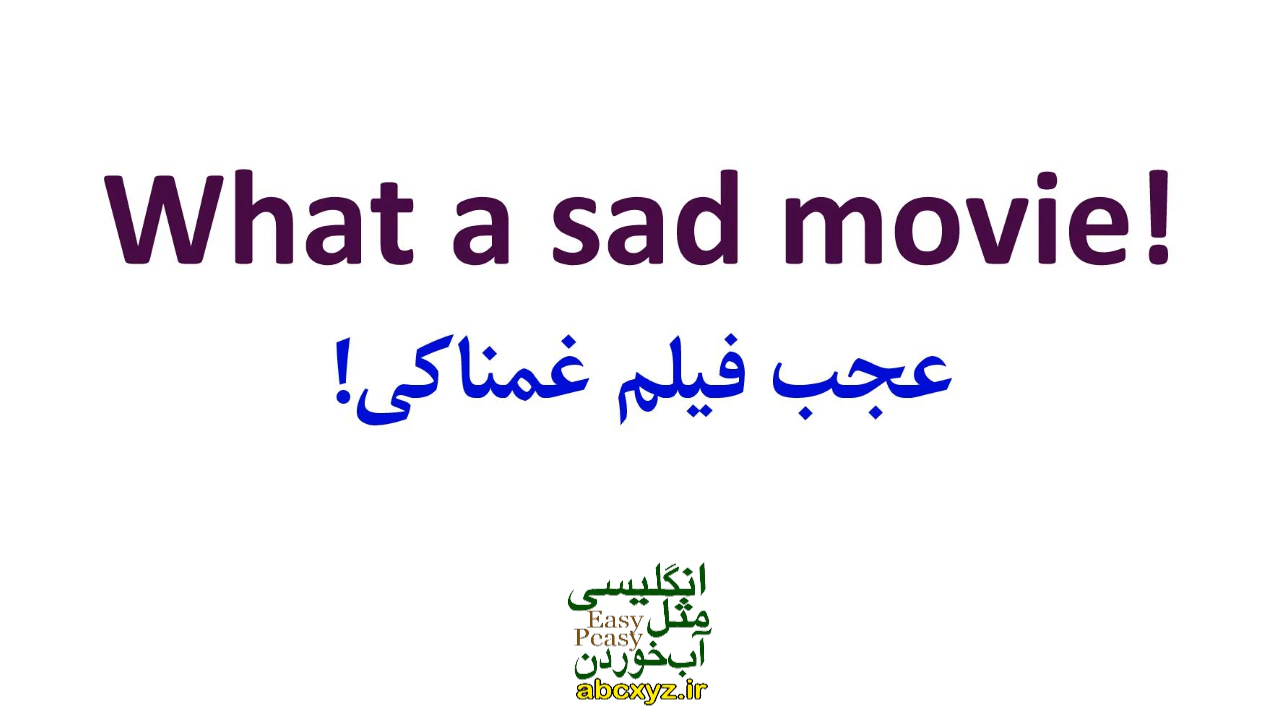 What a sad movie!
عجب فیلم غمناکی!
انگلیسی
مثل
Easy
Peasy
آب‌خوردن
abcxyz.ir